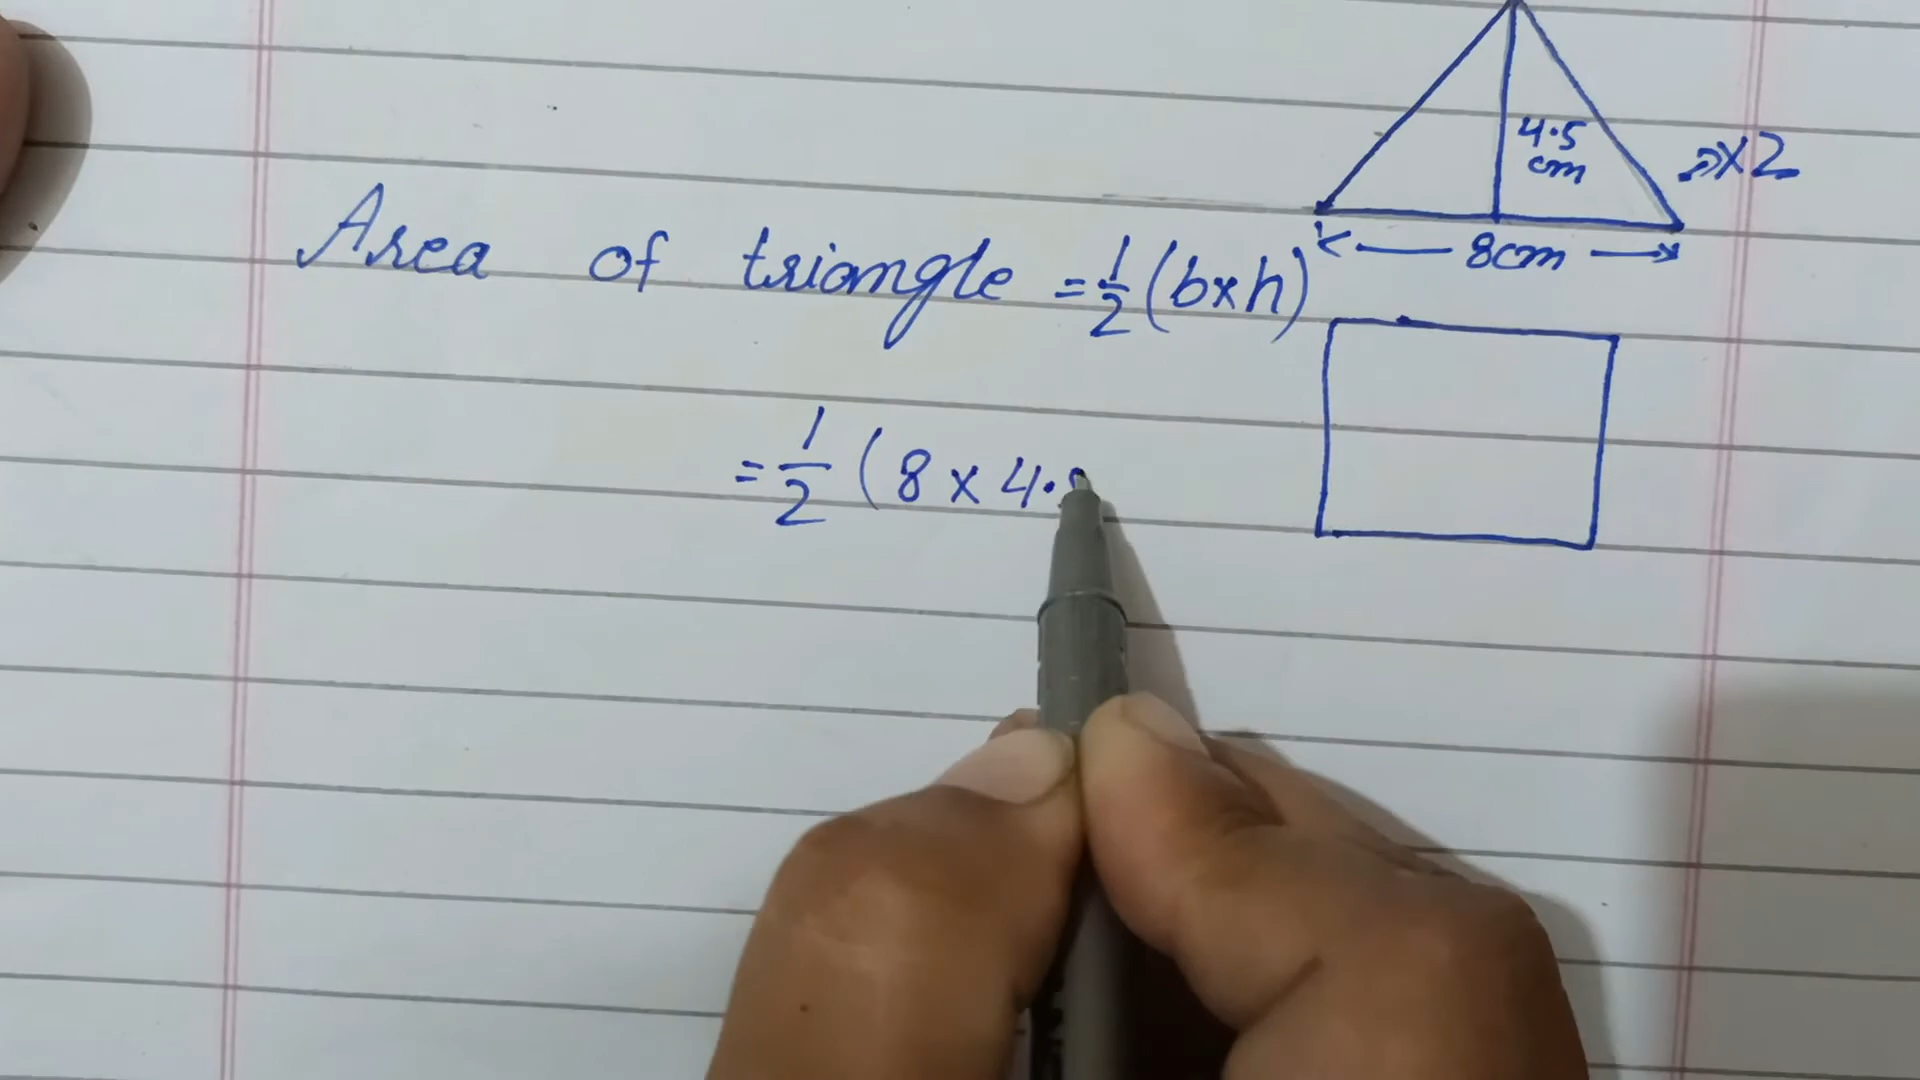 4.5
cm
×2
8cm
Area of triangle = 1/2 (b×h)
= 1/2 ( 8 × 4.